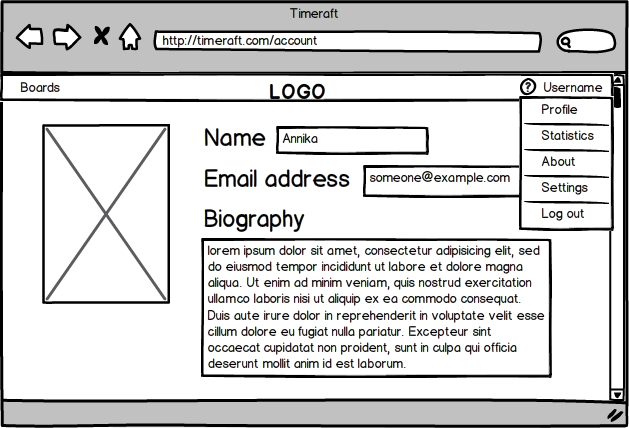 Timeraft
http://timeraft.com/account
Boards
LOGO
? Username
Profile
Statistics
About
Settings
Log out
Name Annika
Email address someone@example.com
Biography
lorem ipsum dolor sit amet, consectetur adipisicing elit, sed
do eiusmod tempor incididunt ut labore et dolore magna
aliqua. Ut enim ad minim veniam, quis nostrud exercitation
ullamco laboris nisi ut aliquip ex ea commodo consequat.
Duis aute irure dolor in reprehenderit in voluptate velit esse
cillum dolore eu fugiat nulla pariatur. Excepteur sint
occaecat cupidatat non proident, sunt in culpa qui officia
deserunt mollit anim id est laborum.